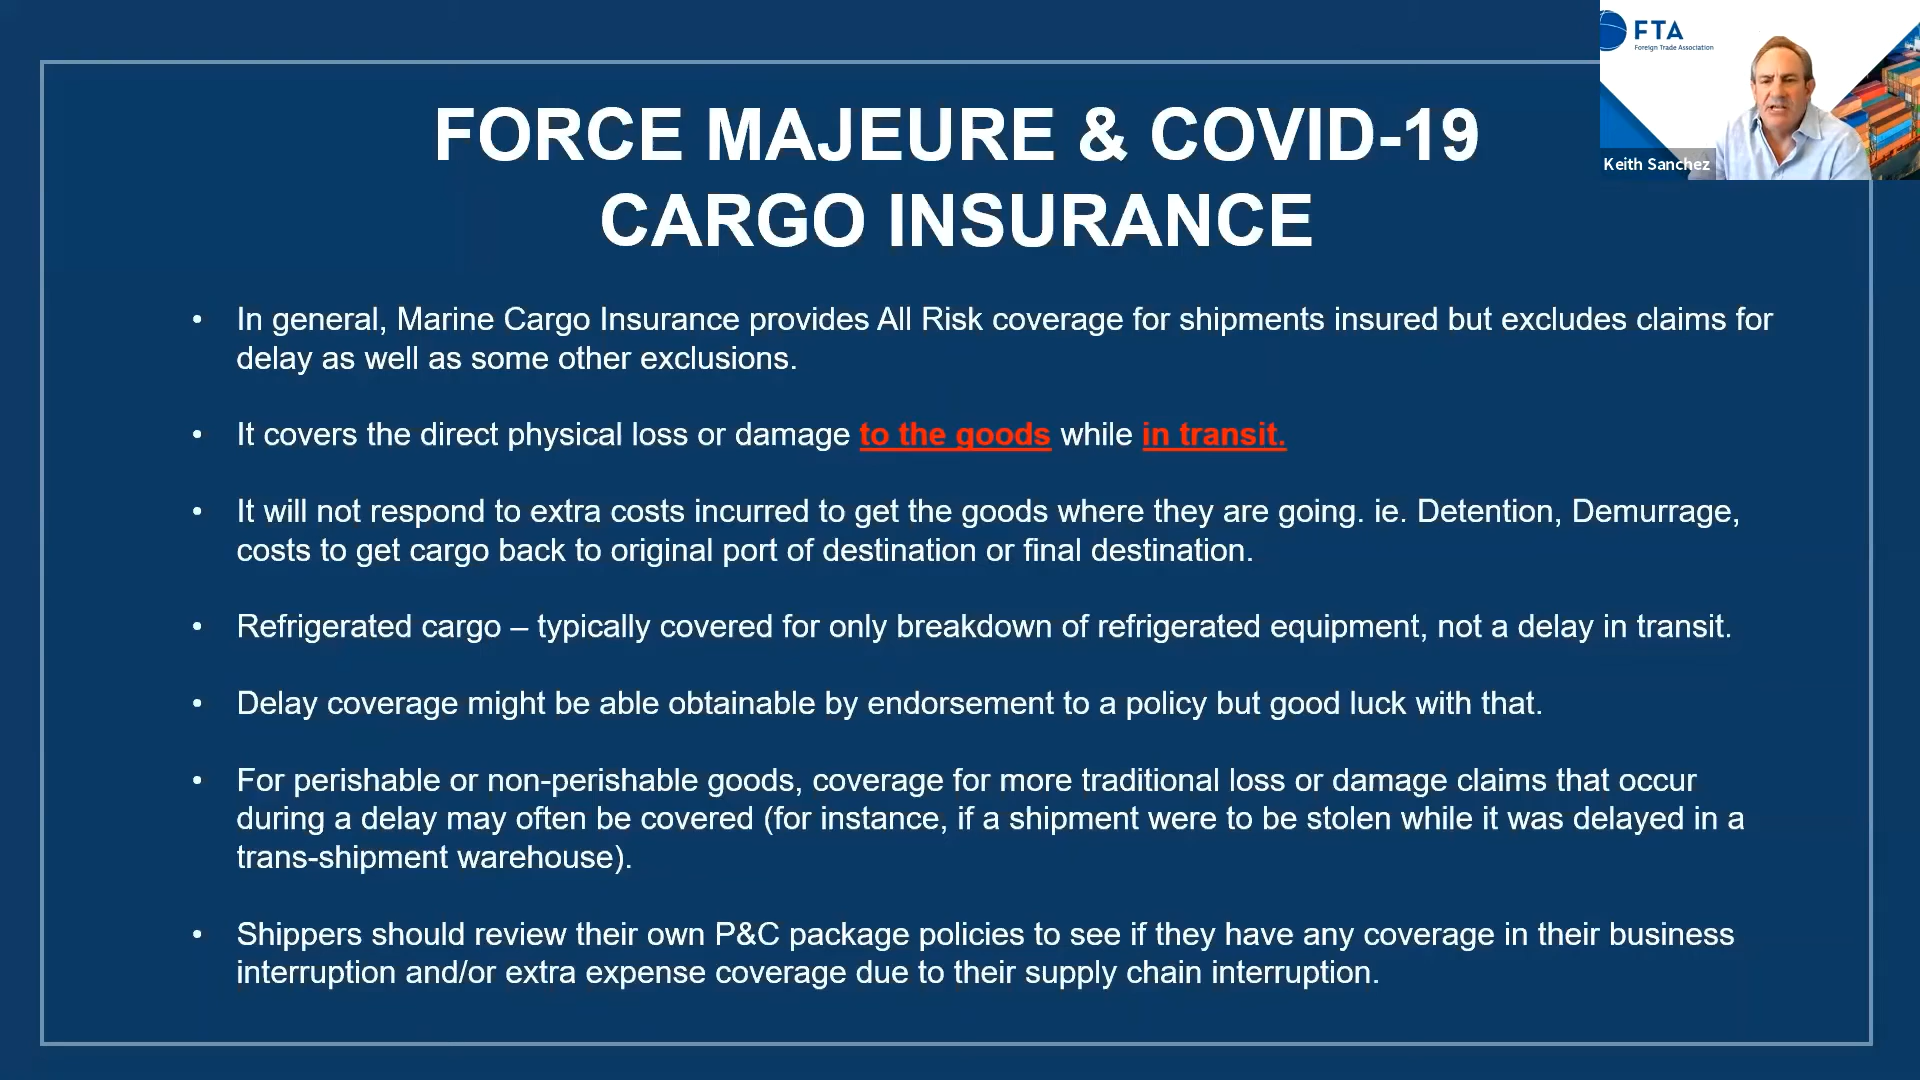 FTA
Foreign Trade Association
Keith Sanchez
FORCE MAJEURE & COVID-19
CARGO INSURANCE
• In general, Marine Cargo Insurance provides All Risk coverage for shipments insured but excludes claims for
delay as well as some other exclusions.
• It covers the direct physical loss or damage to the goods while in transit.
• It will not respond to extra costs incurred to get the goods where they are going. ie. Detention, Demurrage,
costs to get cargo back to original port of destination or final destination.
• Refrigerated cargo – typically covered for only breakdown of refrigerated equipment, not a delay in transit.
• Delay coverage might be able obtainable by endorsement to a policy but good luck with that.
• For perishable or non-perishable goods, coverage for more traditional loss or damage claims that occur
during a delay may often be covered (for instance, if a shipment were to be stolen while it was delayed in a
trans-shipment warehouse).
• Shippers should review their own P&C package policies to see if they have any coverage in their business
interruption and/or extra expense coverage due to their supply chain interruption.